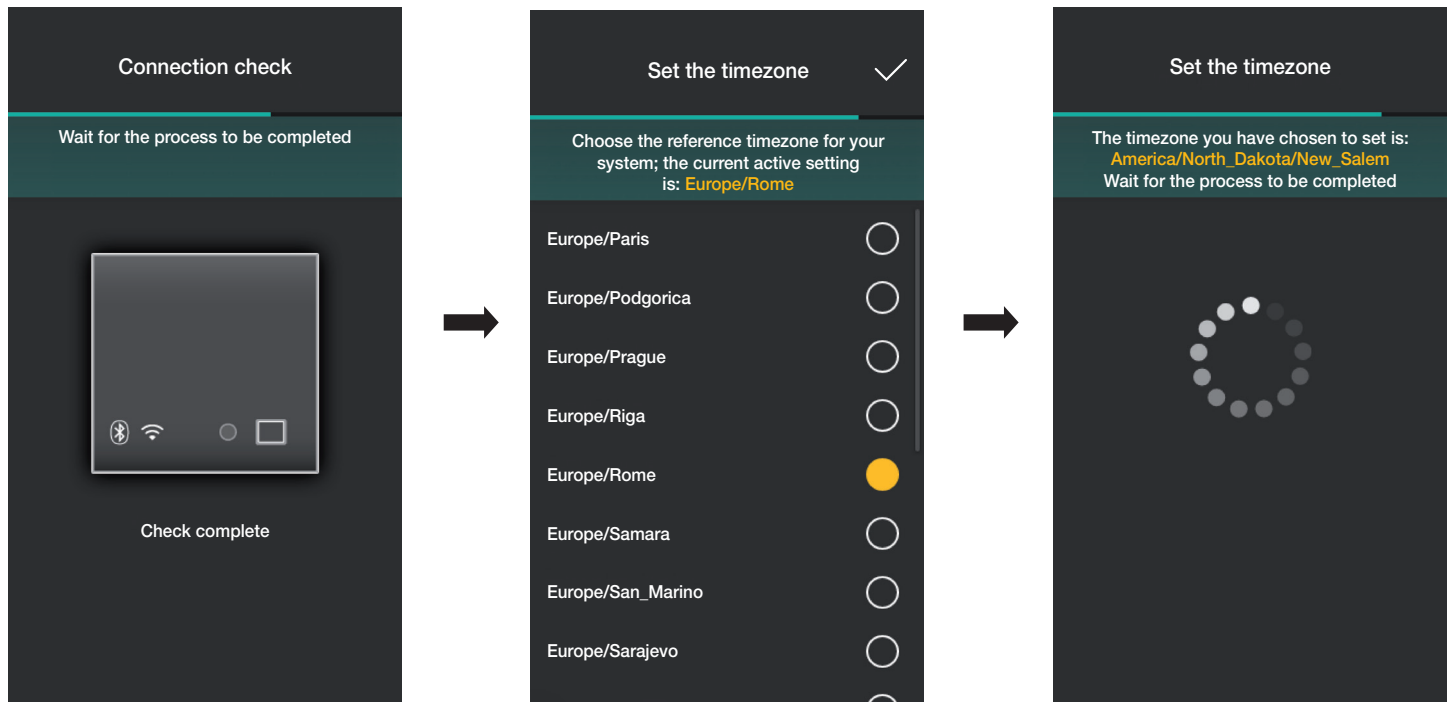 Connection check
Wait for the process to be completed
Check complete
Set the timezone
Choose the reference timezone for your
system; the current active setting
is: Europe/Rome
Europe/Paris
Europe/Podgorica
Europe/Prague
Europe/Riga
Europe/Rome
Europe/Samara
Europe/San_Marino
Europe/Sarajevo
Set the timezone
The timezone you have chosen to set is:
America/North_Dakota/New_Salem
Wait for the process to be completed